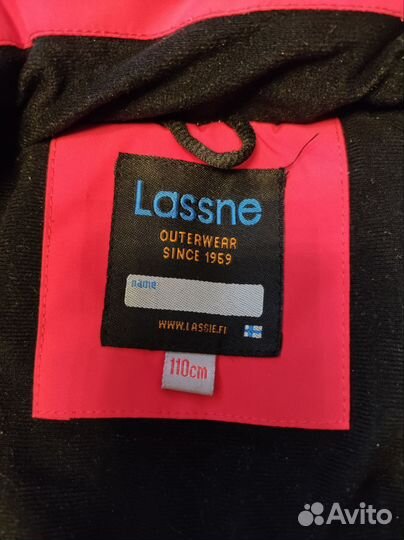 Lassne
OUTERWEAR
SINCE 1959
name
WWW.LASSIE.FI
110cm
Avito